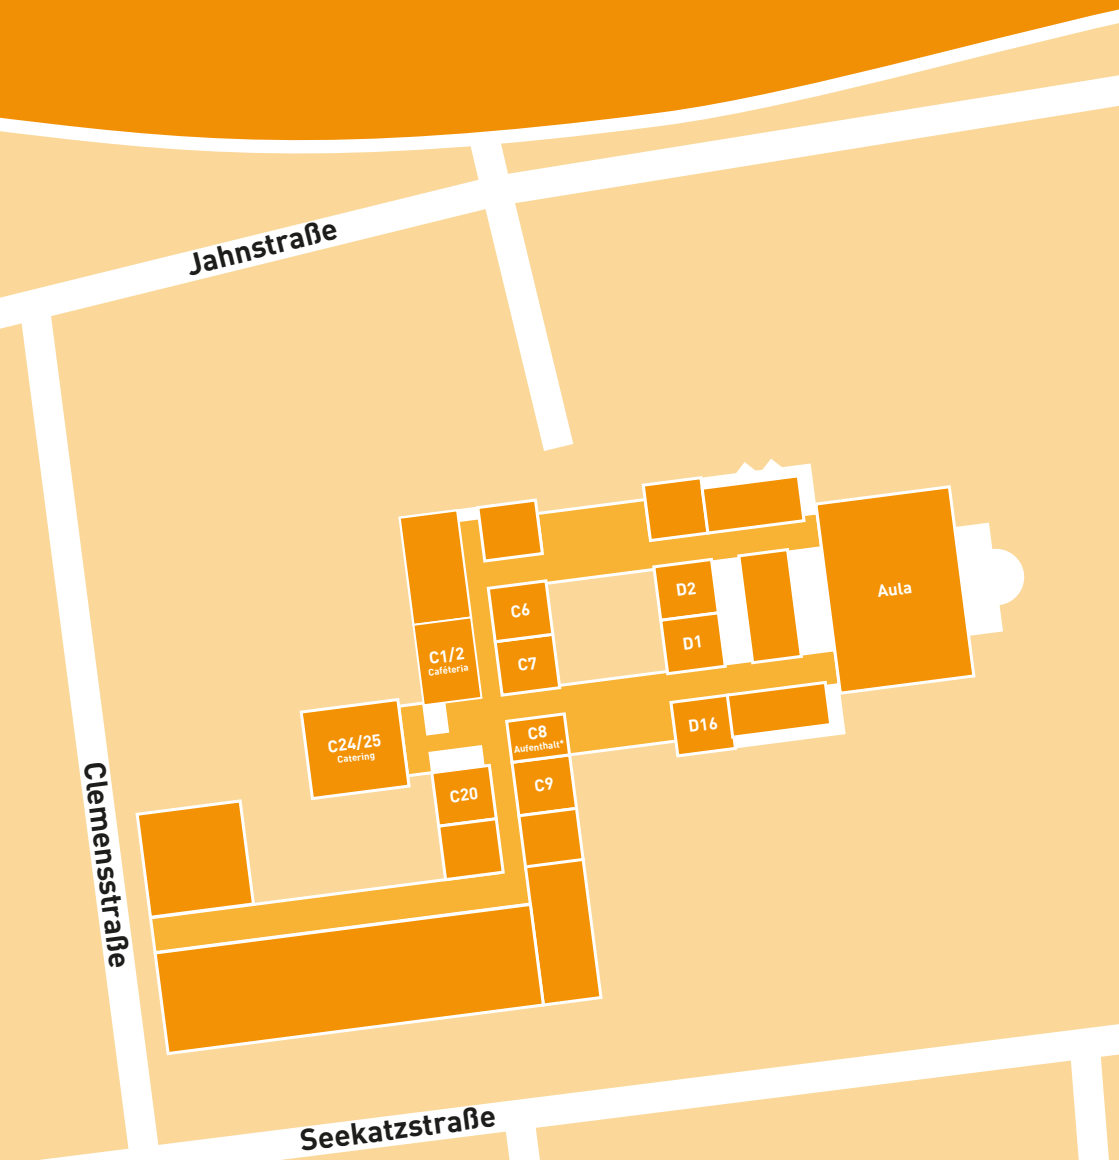 Jahnstraße
D2
Aula
C6
D1
C1/2
Caféteria
C7
D16
C8
Aufenthalt*
C24/25
Catering
C9
C20
Clemensstraße
Seekatzstraße